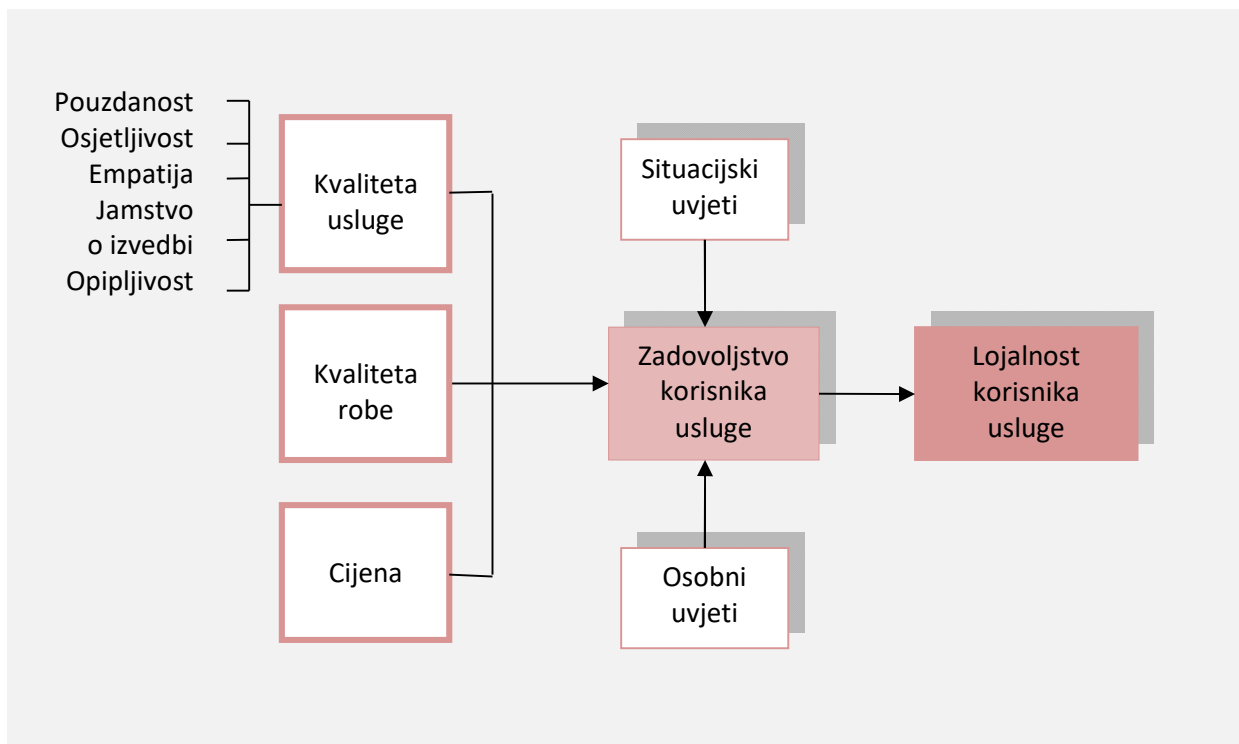 Pouzdanost
Osjetljivost
Empatija
Jamstvo
o izvedbi
Opipljivost
Kvaliteta
usluge
Kvaliteta
robe
Cijena
Situacijski
uvjeti
Zadovoljstvo
korisnika
usluge
Osobni
uvjeti
Lojalnost
korisnika
usluge